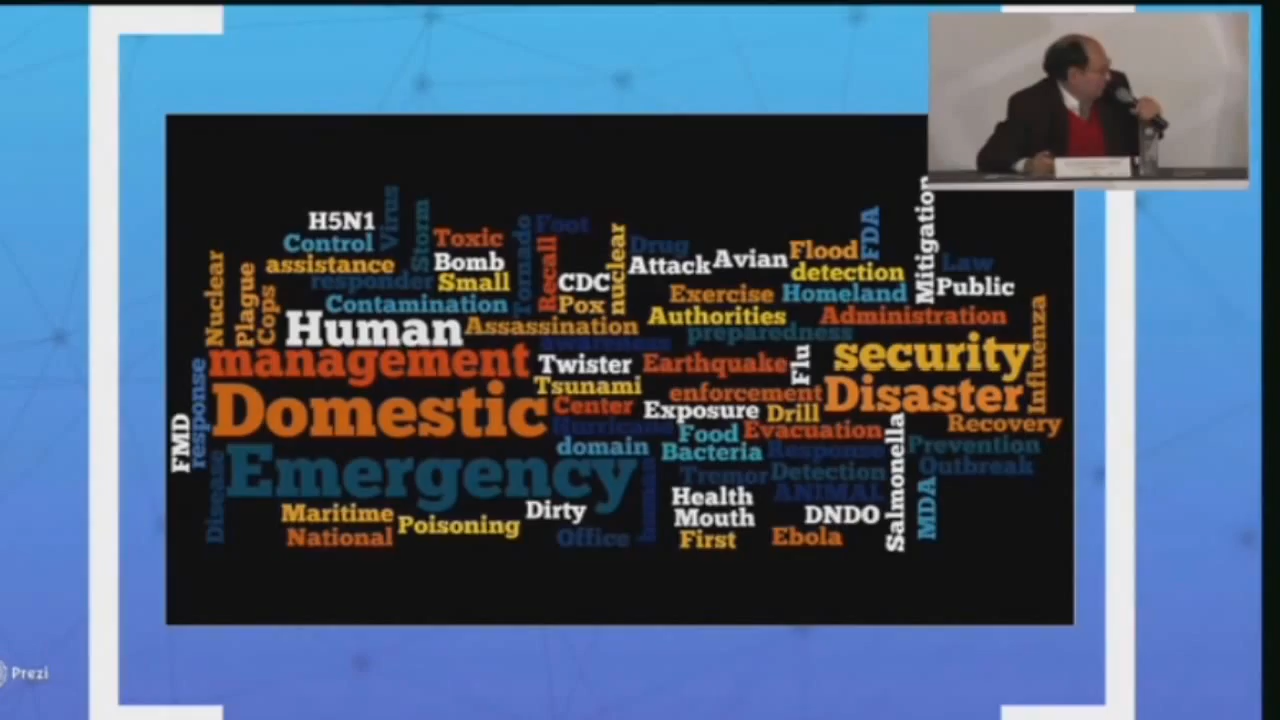 H5N1
Virus
Storm
Control
Toxic
Tornado
Foot
nuclear
Drug
Flood
FDA
Mitigation
Law
Nuclear
Plague
assistance
Bomb
Recall
Attack
Avian
detection
Cops
responder
Small
CDC
Exercise
Homeland
Public
Contamination
Pox
Human
Assassination
Authorities
Administration
preparedness
awareness
management
Twister
Earthquake
Flu
security
Influenza
response
Tsunami
enforcement
Disaster
Domestic
Center
Exposure
Drill
FMD
Hurricane
Food
Evacuation
Recovery
domain
Bacteria
Response
Salmonella
Prevention
Emergency
Tremor
Detection
Outbreak
Disease
human
Health
ANIMAL
MDA
Maritime
Poisoning
Dirty
Mouth
DNDO
National
Office
First
Ebola
Prezi